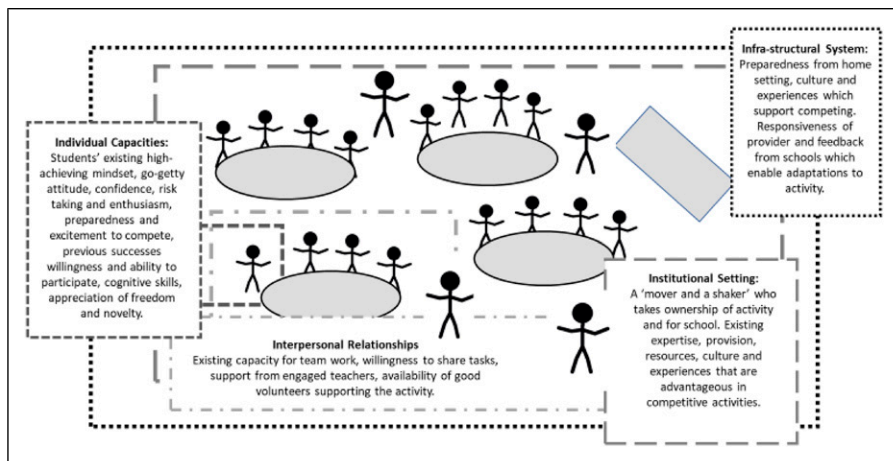 Infra-structural System:
Preparedness from home
setting, culture and
experiences which
support competing.
Responsiveness of
provider and feedback
from schools which
enable adaptations to
activity.
Individual Capacities:
Students' existing high-
achieving mindset, go-getty
attitude, confidence, risk
taking and enthusiasm,
preparedness and
excitement to compete,
previous successes
willingness and ability to
participate, cognitive skills,
appreciation of freedom
and novelty.
Interpersonal Relationships
Existing capacity for team work, willingness to share tasks,
support from engaged teachers, availability of good
volunteers supporting the activity.
Institutional Setting:
A 'mover and a shaker' who
takes ownership of activity
and for school. Existing
expertise, provision,
resources, culture and
experiences that are
advantageous in
competitive activities.